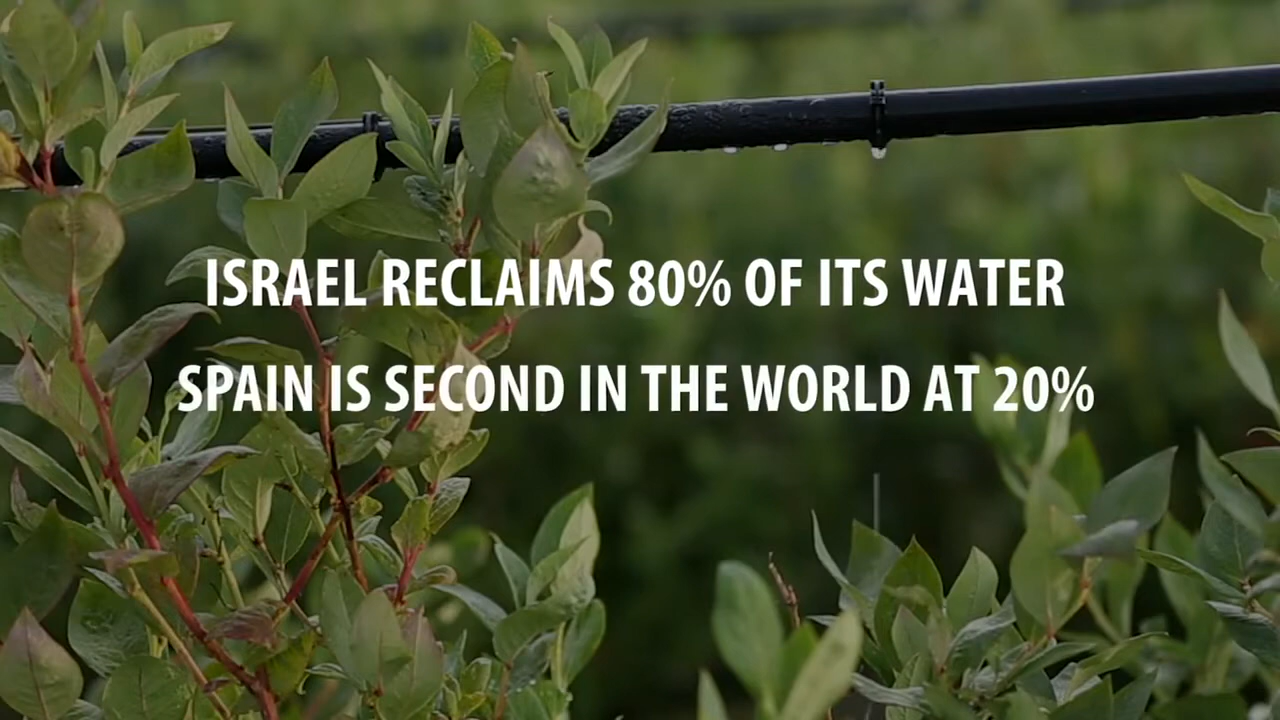 ISRAEL RECLAIMS 80% OF ITS WATER
SPAIN IS SECOND IN THE WORLD AT 20%